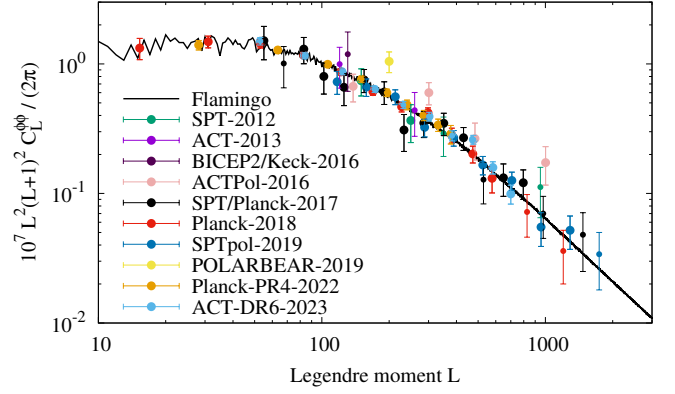 10^0
10^-1
10^-2
10^7 L^2(L+1)^2 C_L^ϕϕ / (2π)
Flamingo
SPT-2012
ACT-2013
BICEP2/Keck-2016
ACTPol-2016
SPT/Planck-2017
Planck-2018
SPTpol-2019
POLARBEAR-2019
Planck-PR4-2022
ACT-DR6-2023
10 100 1000
Legendre moment L